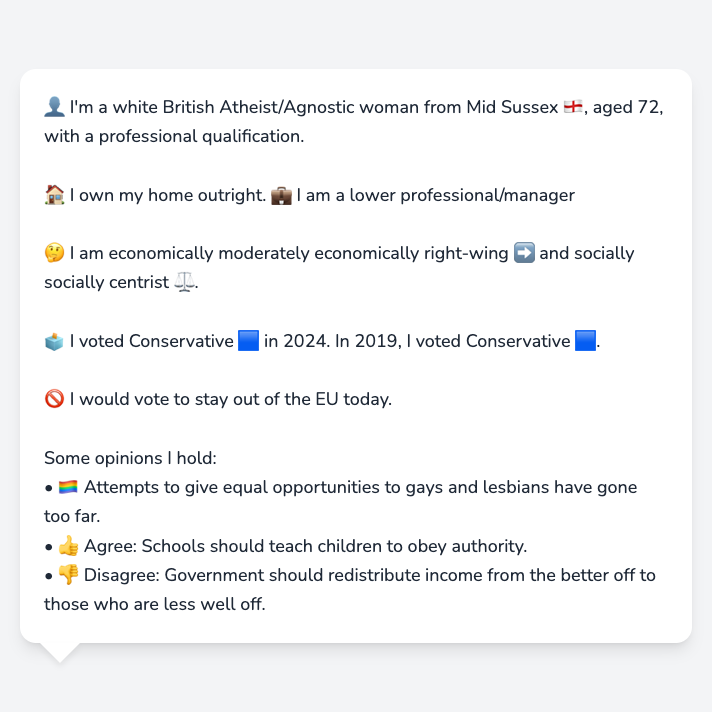 👤 I'm a white British Atheist/Agnostic woman from Mid Sussex 🏴󠁧󠁢󠁥󠁮󠁧󠁿, aged 72,
with a professional qualification.
🏠 I own my home outright. 💼 I am a lower professional/manager
🤔 I am economically moderately economically right-wing ➡️ and socially
socially centrist ⚖️.
🗳️ I voted Conservative 🟦 in 2024. In 2019, I voted Conservative 🟦.
🚫 I would vote to stay out of the EU today.
Some opinions I hold:
• 🏳️‍🌈 Attempts to give equal opportunities to gays and lesbians have gone
too far.
• 👍 Agree: Schools should teach children to obey authority.
• 👎 Disagree: Government should redistribute income from the better off to
those who are less well off.